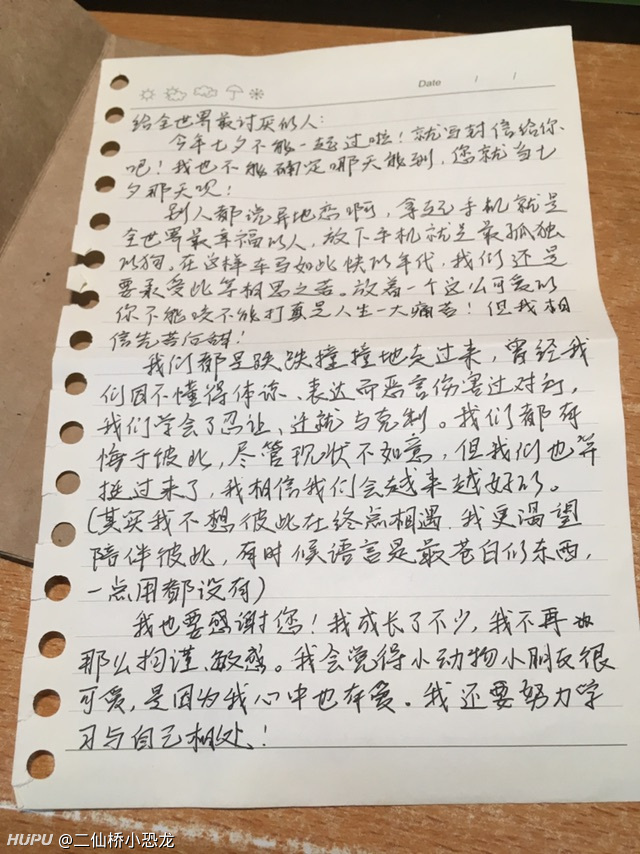 Date / /
给全世界最讨厌的人：
今年七夕不能一起过啦！就写封信给你
吧！我也不能确定哪天能到，您就当七
夕那天呗！
别人都说异地恋啊，拿起手机就是
全世界最幸福的人，放下手机就是最孤独
的狗。在这样车马如此快的年代，我们还是
要承受此等相思之苦。放着一个这么可爱的
你不能咬不能打真是人生一大痛苦！但我相
信先苦后甜！
我们都是跌跌撞撞地走过来，曾经我
们因不懂得体谅、表达而恶言伤害过对方，
我们学会了忍让、迁就与克制。我们都有
悔于彼此，尽管现状不如意，但我们也算
挺过来了，我相信我们会越来越好的。
（其实我不想彼此在终点相遇，我更渴望
陪伴彼此，有时候语言是最苍白的东西，
一点用都没有）
我也要感谢您！我成长了不少，我不再
那么拘谨、敏感。我会觉得小动物小朋友很
可爱，是因为我心中也有爱。我还要努力学
习与自己相处！
HUPU @二仙桥小恐龙